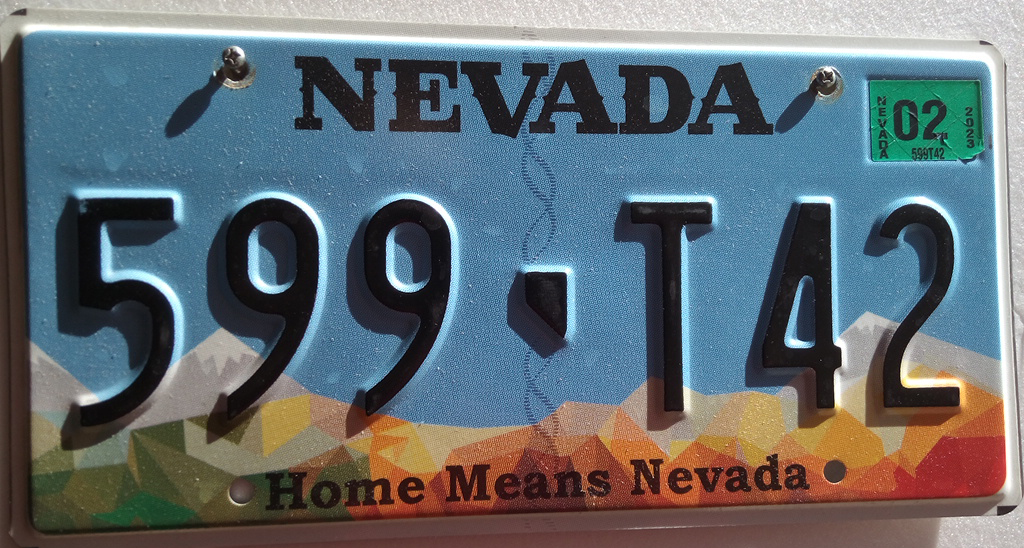 NEVADA
NEVADA 02 2023
599T42
599 T42
Home Means Nevada